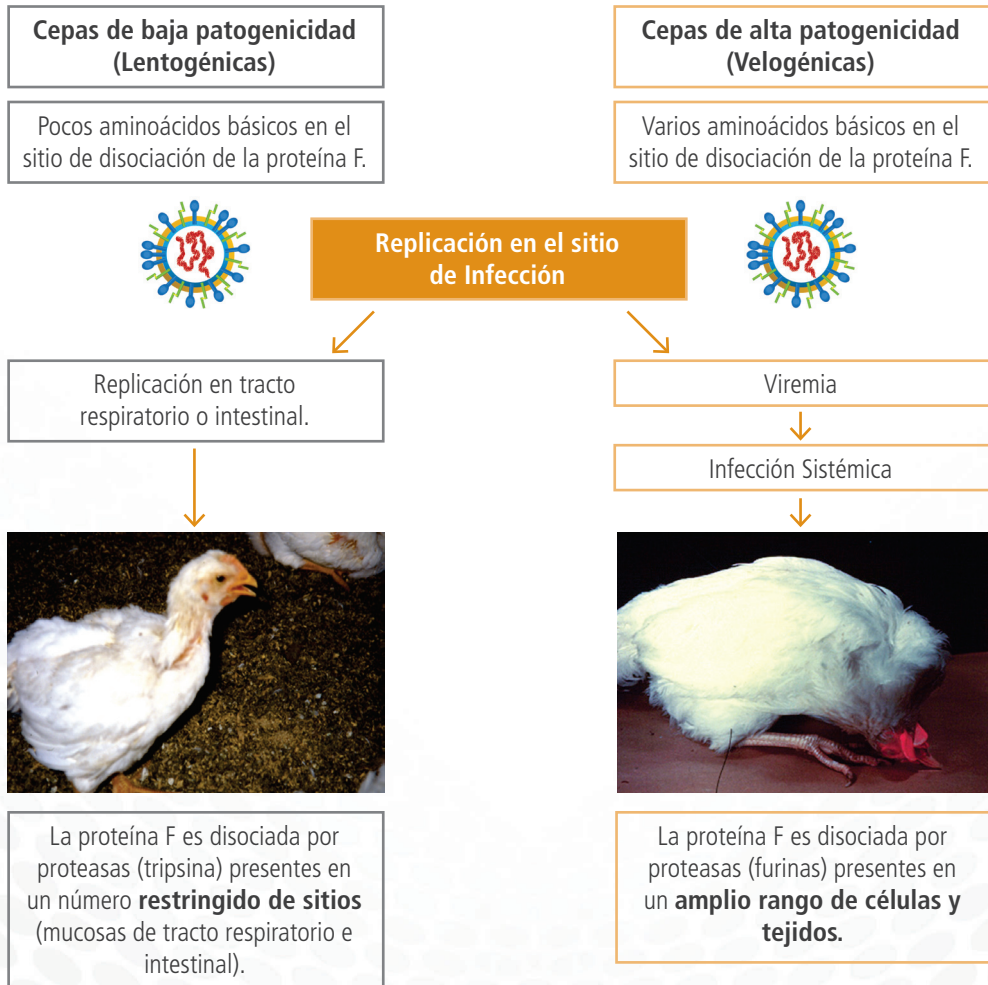 Cepas de baja patogenicidad
(Lentogénicas)
Pocos aminoácidos básicos en el
sitio de disociación de la proteína F.
Cepas de alta patogenicidad
(Velogénicas)
Varios aminoácidos básicos en el
sitio de disociación de la proteína F.
Replicación en el sitio
de Infección
Replicación en tracto
respiratorio o intestinal.
Viremia
Infección Sistémica
La proteína F es disociada por
proteasas (tripsina) presentes en
un número restringido de sitios
(mucosas de tracto respiratorio e
intestinal).
La proteína F es disociada por
proteasas (furinas) presentes en
un amplio rango de células y
tejidos.